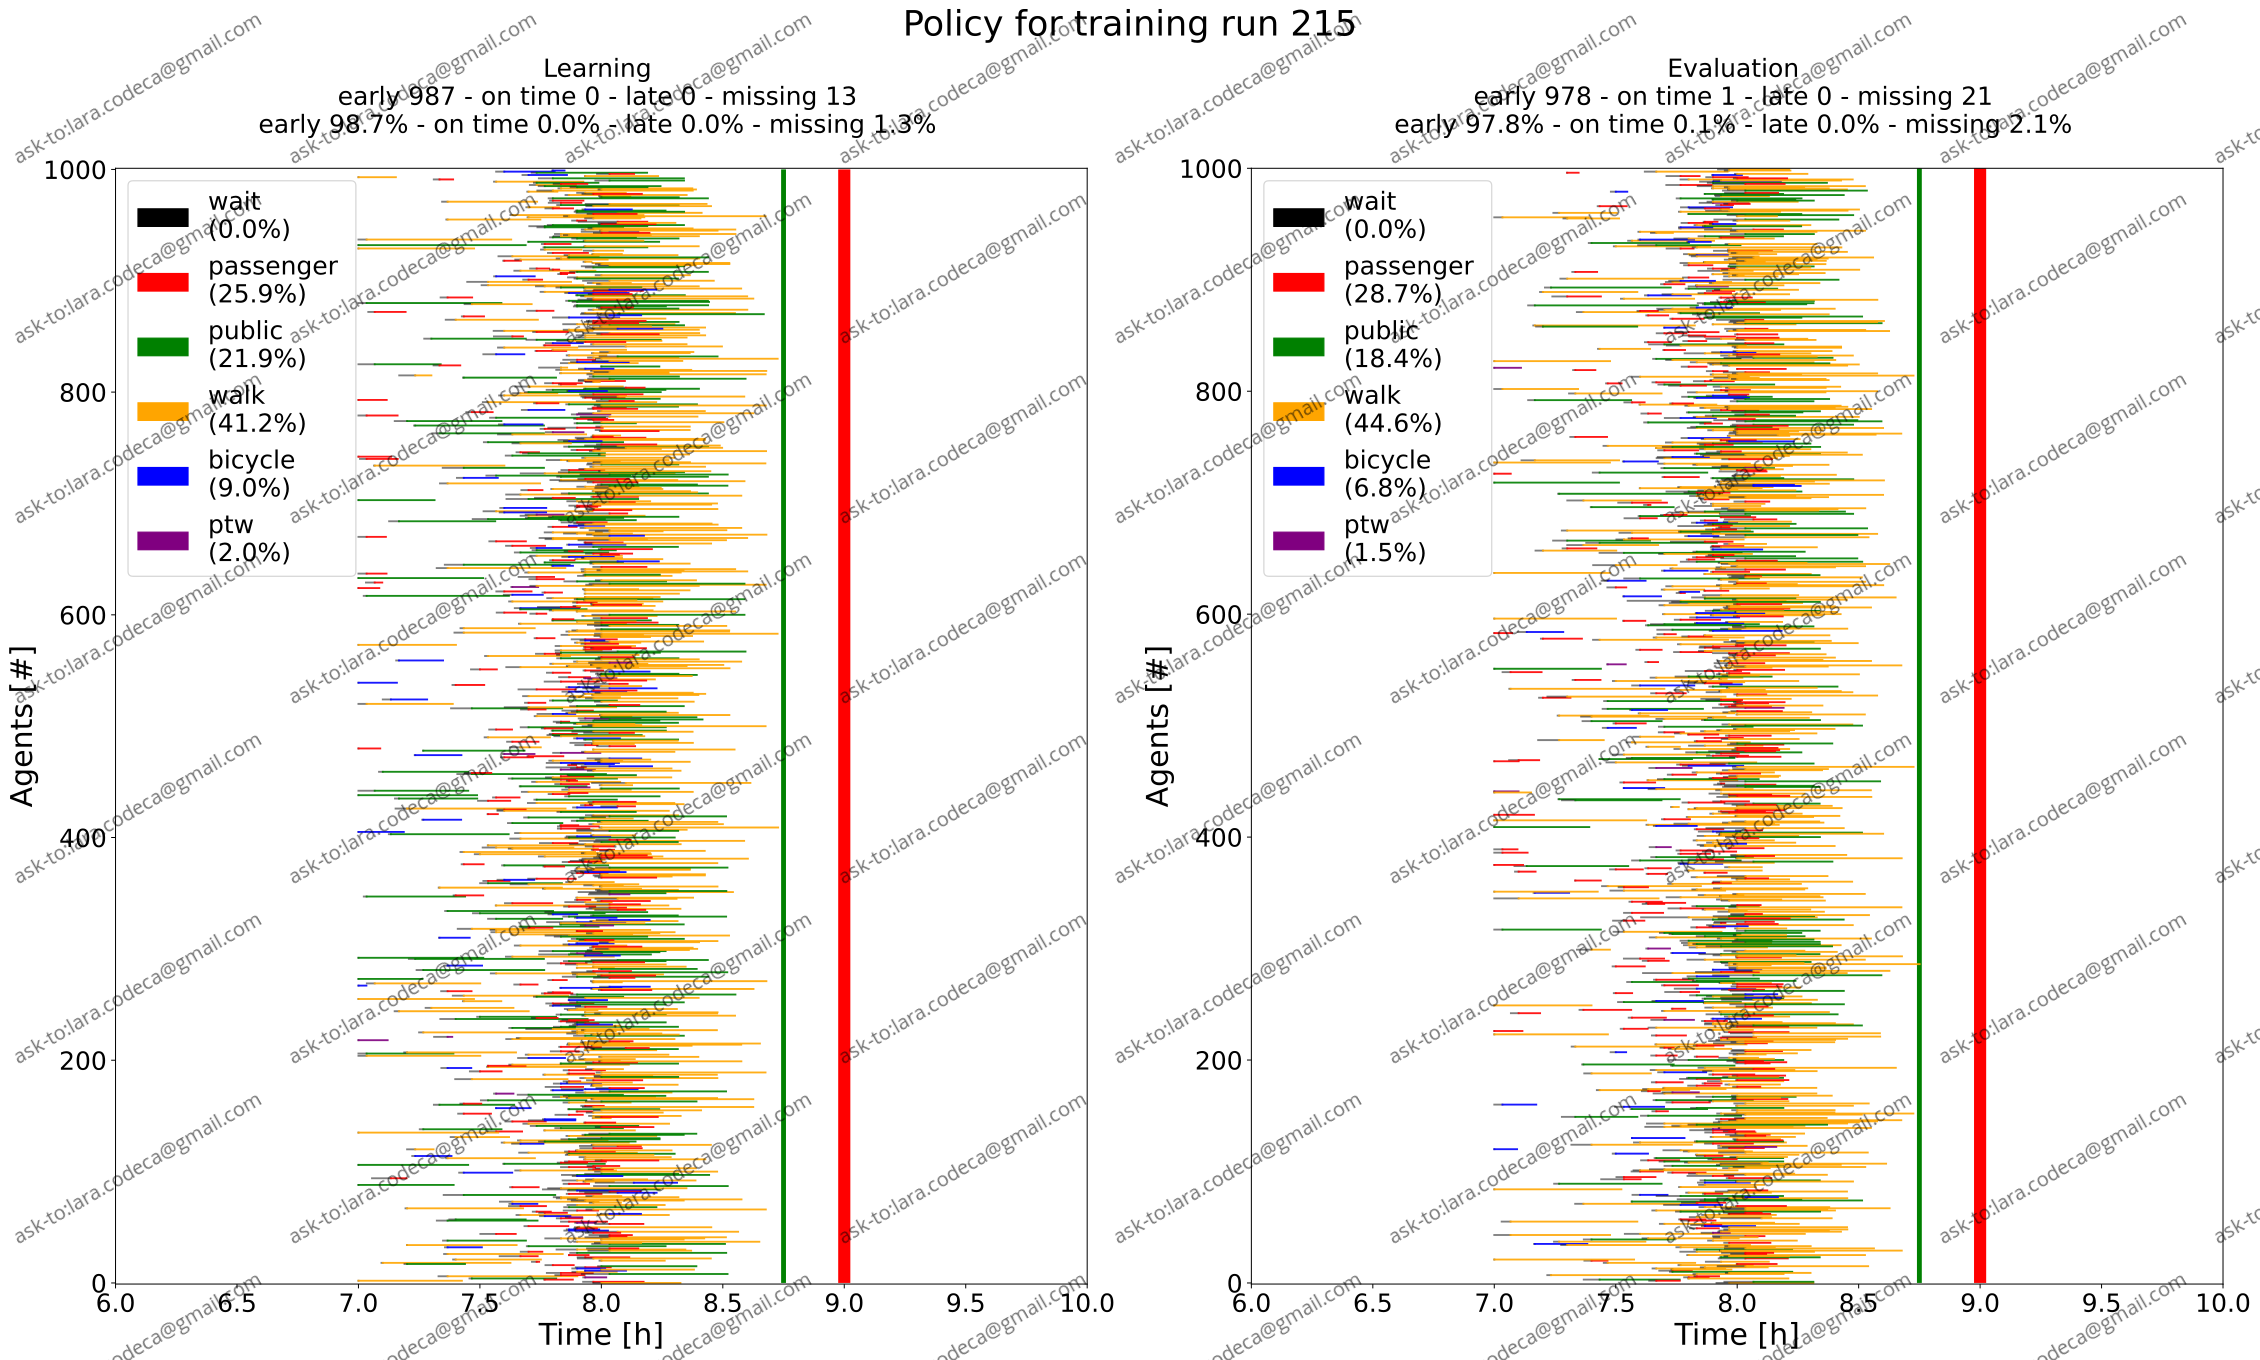 Policy for training run 215
Learning
early 987 - on time 0 - late 0 - missing 13
early 98.7% - on time 0.0% - late 0.0% - missing 1.3%
Evaluation
early 978 - on time 1 - late 0 - missing 21
early 97.8% - on time 0.1% - late 0.0% - missing 2.1%
wait
(0.0%)
passenger
(25.9%)
public
(21.9%)
walk
(41.2%)
bicycle
(9.0%)
ptw
(2.0%)
wait
(0.0%)
passenger
(28.7%)
public
(18.4%)
walk
(44.6%)
bicycle
(6.8%)
ptw
(1.5%)
Agents [#]
1000
800
600
400
200
0
6.0 6.5 7.0 7.5 8.0 8.5 9.0 9.5 10.0
Time [h]
Agents [#]
1000
800
600
400
200
0
6.0 6.5 7.0 7.5 8.0 8.5 9.0 9.5 10.0
Time [h]
ask-to:lara.codeca@gmail.com